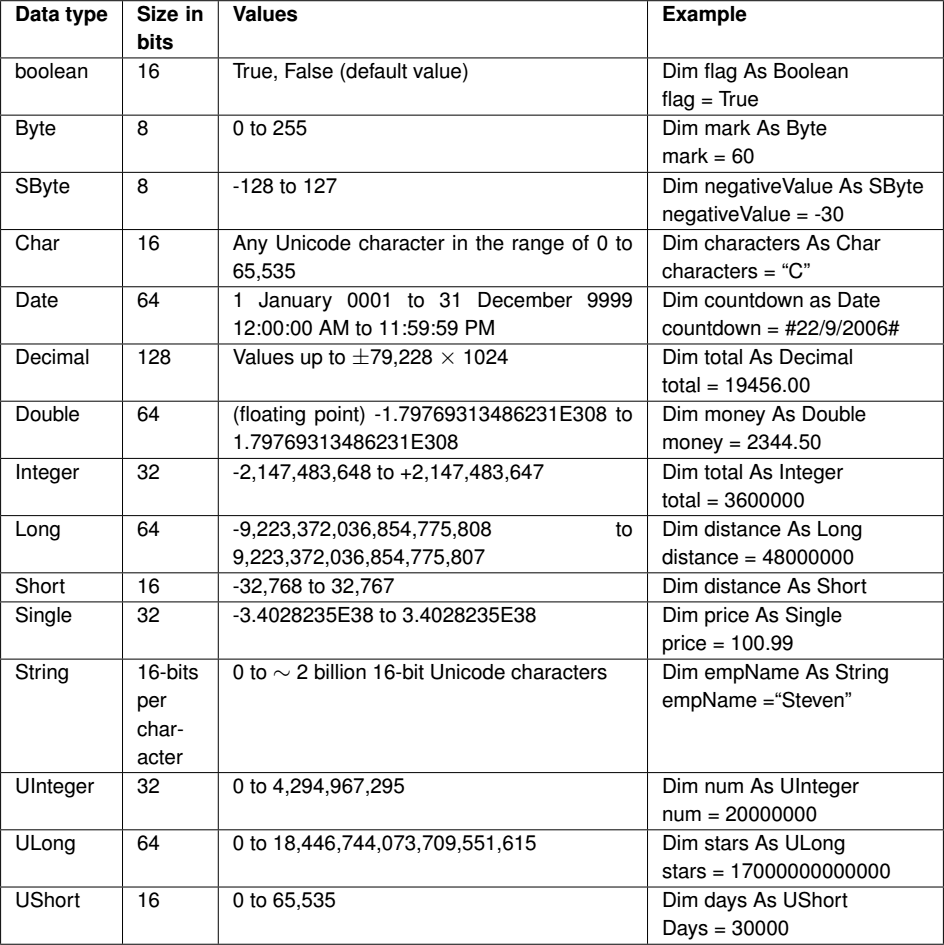 Data type Size in bits Values Example
boolean 16 True, False (default value) Dim flag As Boolean
flag = True
Byte 8 0 to 255 Dim mark As Byte
mark = 60
SByte 8 -128 to 127 Dim negativeValue As SByte
negativeValue = -30
Char 16 Any Unicode character in the range of 0 to 65,535 Dim characters As Char
characters = “C”
Date 64 1 January 0001 to 31 December 9999 Dim countdown as Date
12:00:00 AM to 11:59:59 PM countdown = #22/9/2006#
Decimal 128 Values up to ±79,228 × 1024 Dim total As Decimal
total = 19456.00
Double 64 (floating point) -1.79769313486231E308 to Dim money As Double
1.79769313486231E308 money = 2344.50
Integer 32 -2,147,483,648 to +2,147,483,647 Dim total As Integer
total = 3600000
Long 64 -9,223,372,036,854,775,808 to Dim distance As Long
9,223,372,036,854,775,807 distance = 48000000
Short 16 -32,768 to 32,767 Dim distance As Short
Single 32 -3.4028235E38 to 3.4028235E38 Dim price As Single
price = 100.99
String 16-bits 0 to ∼ 2 billion 16-bit Unicode characters Dim empName As String
per empName =“Steven”
char-
acter
UInteger 32 0 to 4,294,967,295 Dim num As UInteger
num = 20000000
ULong 64 0 to 18,446,744,073,709,551,615 Dim stars As ULong
stars = 17000000000000
UShort 16 0 to 65,535 Dim days As UShort
Days = 30000